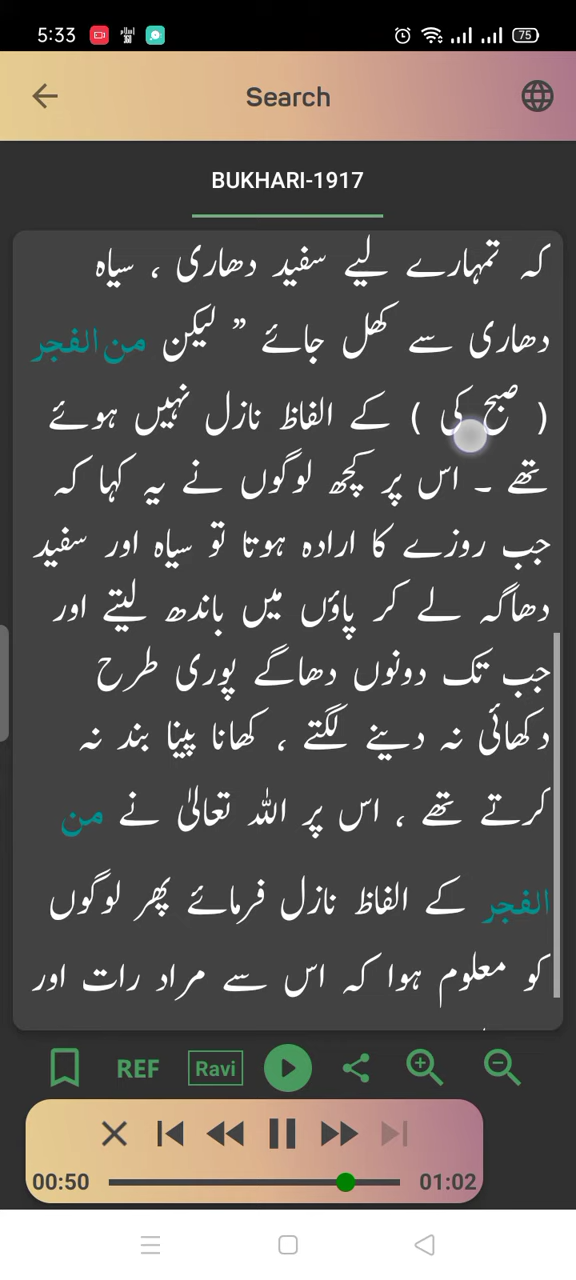 5:33
75
Search
BUKHARI-1917
کہ تمہارے لیے سفید دھاری ، سیاہ
دھاری سے کھل جائے ” لیکن من الفجر
( صبح کی ) کے الفاظ نازل نہیں ہوئے
تھے ۔ اس پر کچھ لوگوں نے یہ کہا کہ
جب روزے کا ارادہ ہوتا تو سیاہ اور سفید
دھاگہ لے کر پاؤں میں باندھ لیتے اور
جب تک دونوں دھاگے پوری طرح
دکھائی نہ دینے لگتے ، کھانا پینا بند نہ
کرتے تھے ، اس پر اللہ تعالیٰ نے من
الفجر کے الفاظ نازل فرمائے پھر لوگوں
کو معلوم ہوا کہ اس سے مراد رات اور
REF Ravi
00:50 01:02